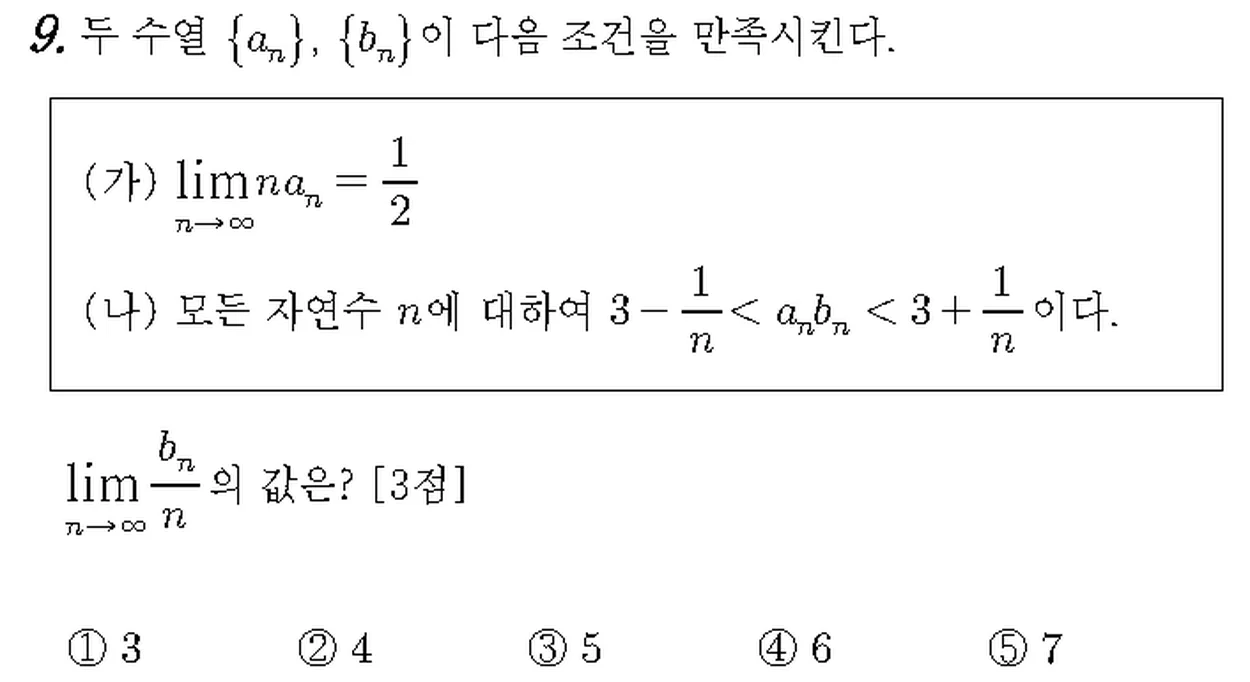 9. 두 수열 {aₙ}, {bₙ}이 다음 조건을 만족시킨다.
(가) lim_{n→∞} naₙ = 1/2
(나) 모든 자연수 n에 대하여 3 − 1/n < aₙbₙ < 3 + 1/n 이다.
lim_{n→∞} bₙ/n 의 값은? [3점]
① 3 ② 4 ③ 5 ④ 6 ⑤ 7